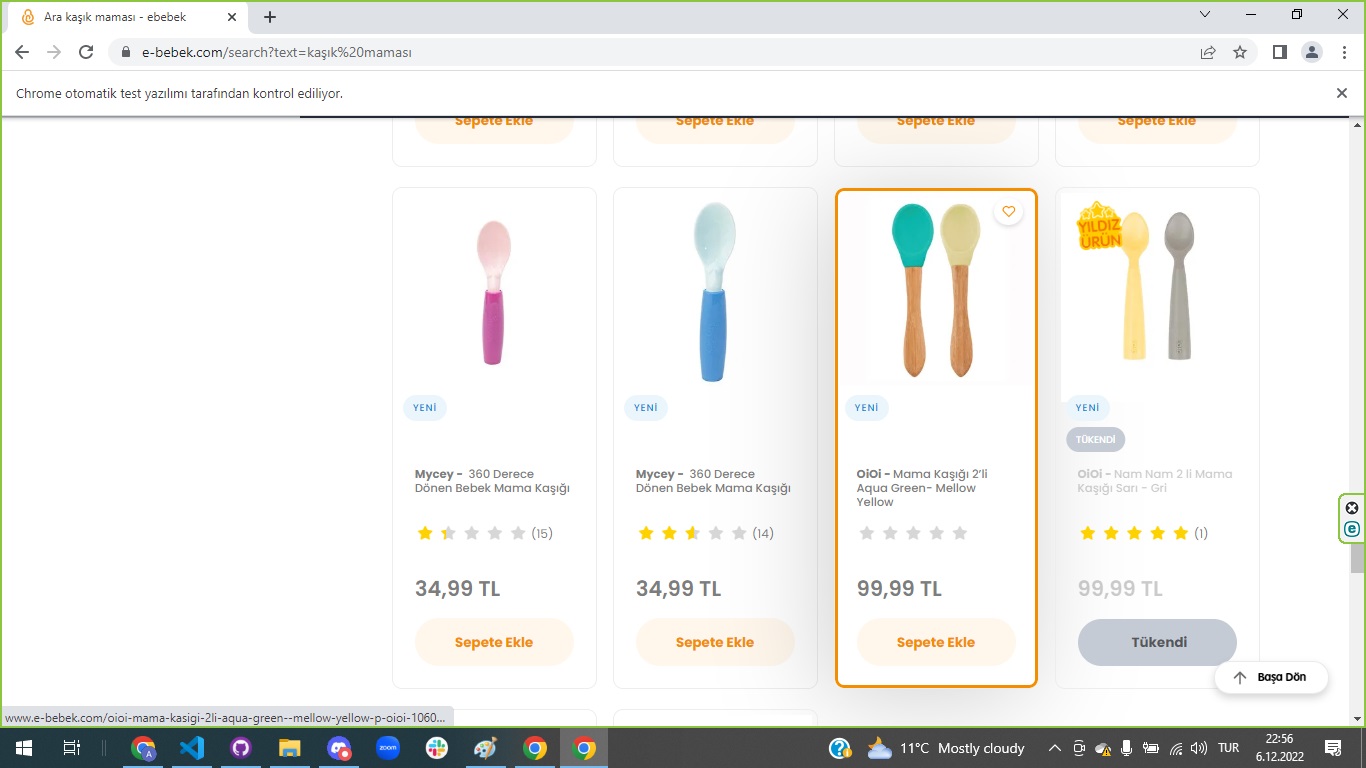 Ara kaşık maması - ebebek
e-bebek.com/search?text=kaşık%20maması
Chrome otomatik test yazılımı tarafından kontrol ediliyor.
Sepete Ekle
Sepete Ekle
Sepete Ekle
Sepete Ekle
YILDIZ
ÜRÜN
YENİ
YENİ
YENİ
YENİ
TÜKENDİ
Mycey - 360 Derece
Dönen Bebek Mama Kaşığı
Mycey - 360 Derece
Dönen Bebek Mama Kaşığı
OiOi - Mama Kaşığı 2’li
Aqua Green- Mellow
Yellow
OiOi - Nam Nam 2 li Mama
Kaşığı Sarı - Gri
(15)
(14)
(1)
34,99 TL
34,99 TL
99,99 TL
99,99 TL
Sepete Ekle
Sepete Ekle
Sepete Ekle
Tükendi
Başa Dön
www.e-bebek.com/oioi-mama-kasigi-2li-aqua-green--mellow-yellow-p-oioi-1060...
zoom
11°C Mostly cloudy
TUR
22:56
6.12.2022